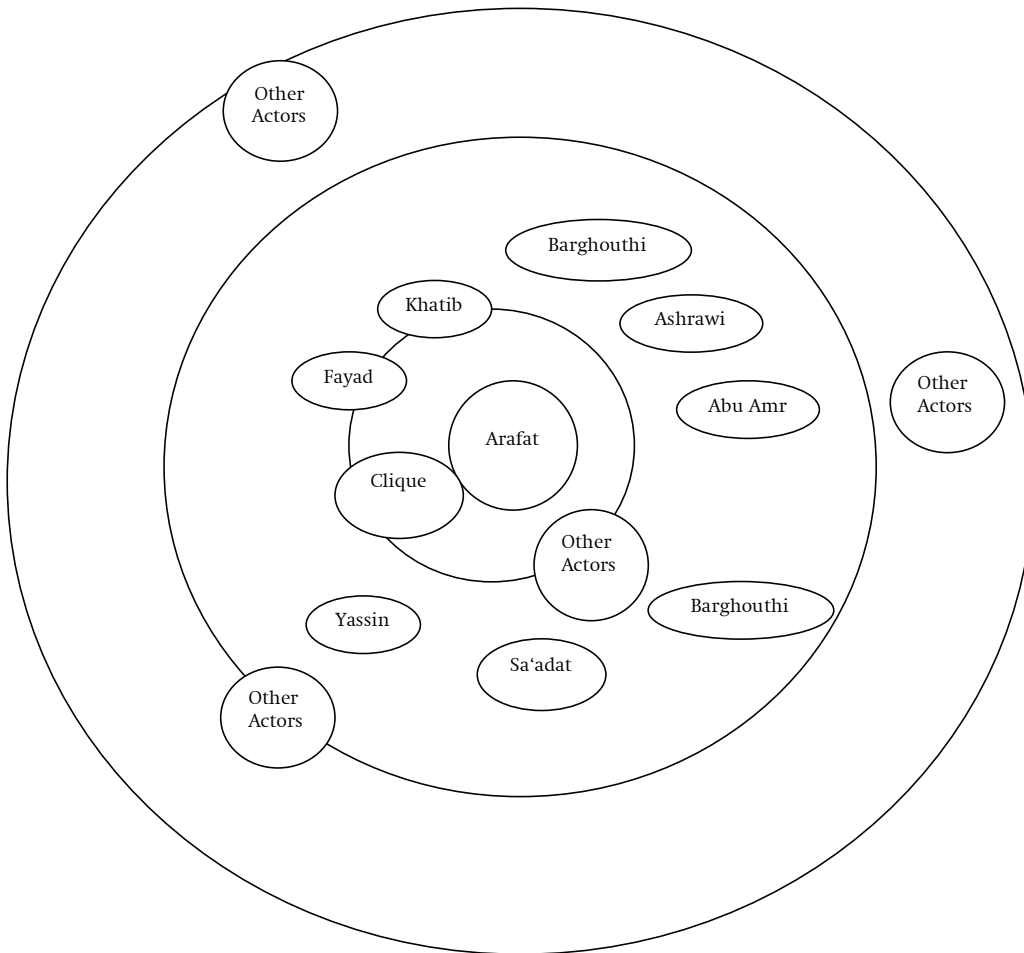 Other
Actors
Barghouthi
Khatib
Ashrawi
Fayad
Other
Actors
Abu Amr
Arafat
Clique
Other
Actors
Barghouthi
Yassin
Sa‘adat
Other
Actors